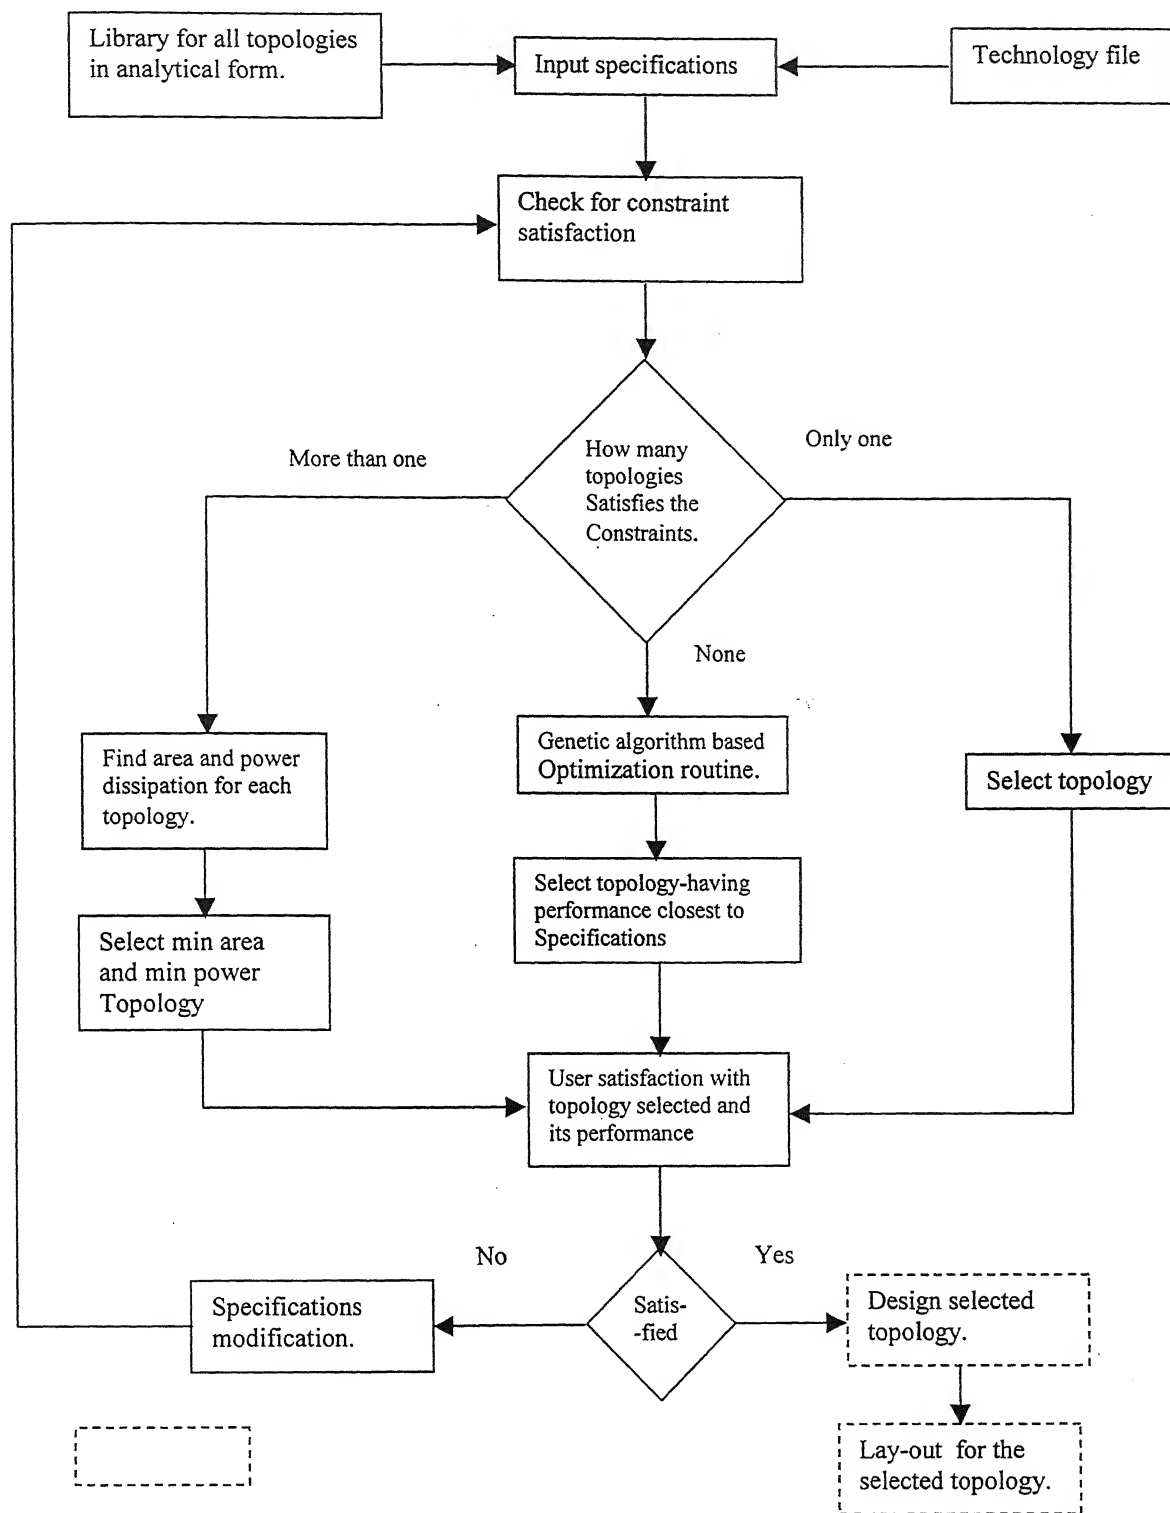 Library for all topologies
in analytical form.
Input specifications
Technology file
Check for constraint
satisfaction
How many
topologies
Satisfies the
Constraints.
More than one
Only one
None
Find area and power
dissipation for each
topology.
Genetic algorithm based
Optimization routine.
Select topology
Select topology-having
performance closest to
Specifications
Select min area
and min power
Topology
User satisfaction with
topology selected and
its performance
No
Yes
Satis-
-fied
Specifications
modification.
Design selected
topology.
Lay-out for the
selected topology.